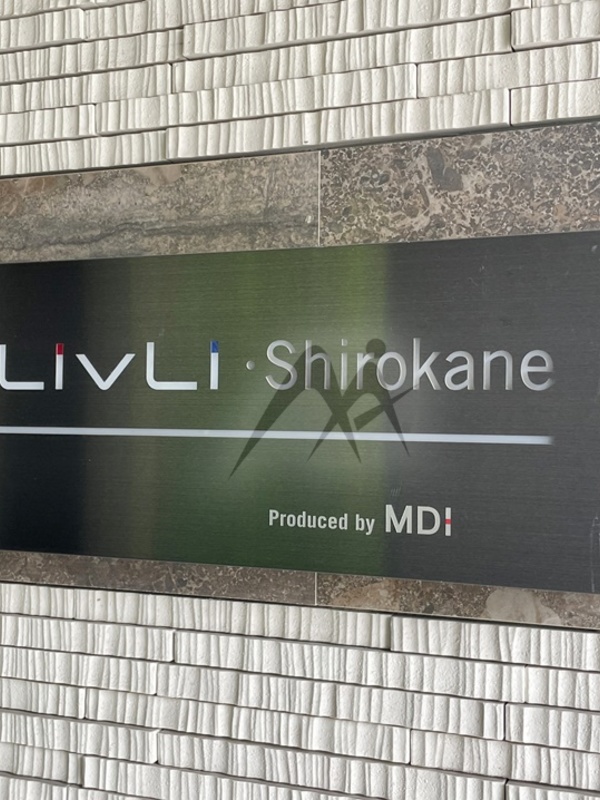 LivLi · Shirokane
Produced by MDI